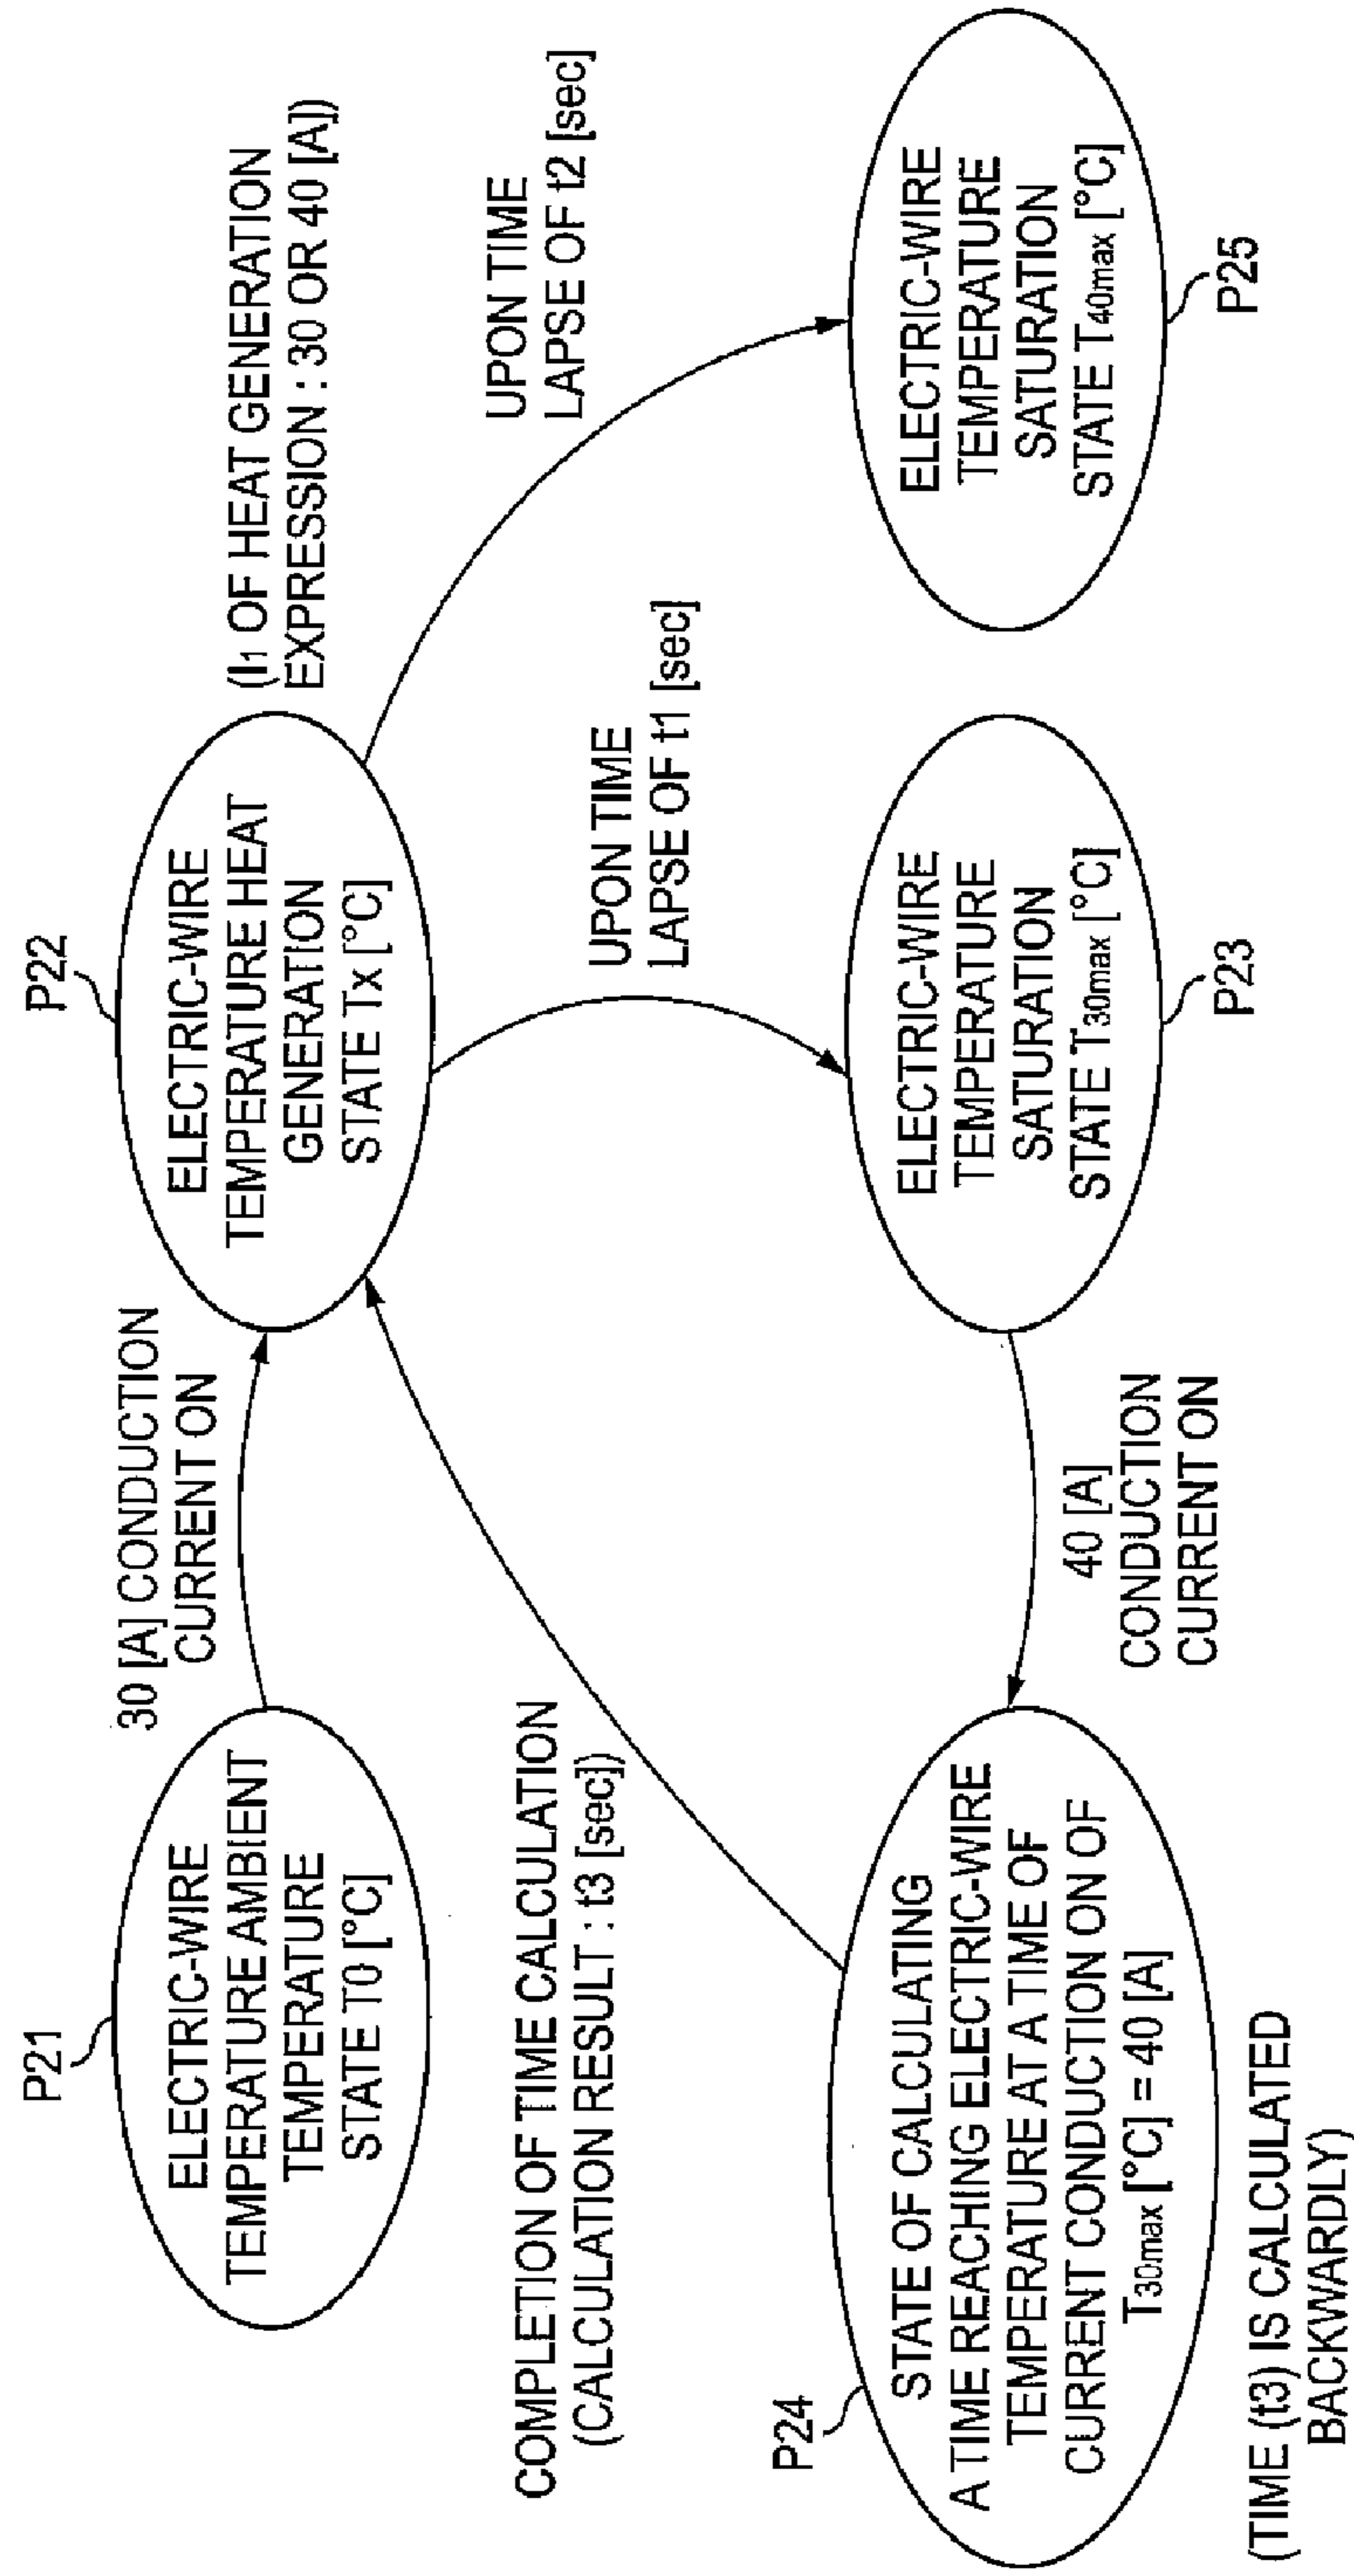 P21
ELECTRIC-WIRE
TEMPERATURE AMBIENT
TEMPERATURE
STATE T0 [°C]
30 [A] CONDUCTION
CURRENT ON
P22
ELECTRIC-WIRE
TEMPERATURE HEAT
GENERATION
STATE Tx [°C]
(I1 OF HEAT GENERATION
EXPRESSION : 30 OR 40 [A])
COMPLETION OF TIME CALCULATION
(CALCULATION RESULT : t3 [sec])
UPON TIME
LAPSE OF t1 [sec]
UPON TIME
LAPSE OF t2 [sec]
P24
STATE OF CALCULATING
A TIME REACHING ELECTRIC-WIRE
TEMPERATURE AT A TIME OF
CURRENT CONDUCTION ON OF
T30max [°C] = 40 [A]
(TIME (t3) IS CALCULATED
BACKWARDLY)
40 [A]
CONDUCTION
CURRENT ON
ELECTRIC-WIRE
TEMPERATURE
SATURATION
STATE T30max [°C]
P23
ELECTRIC-WIRE
TEMPERATURE
SATURATION
STATE T40max [°C]
P25